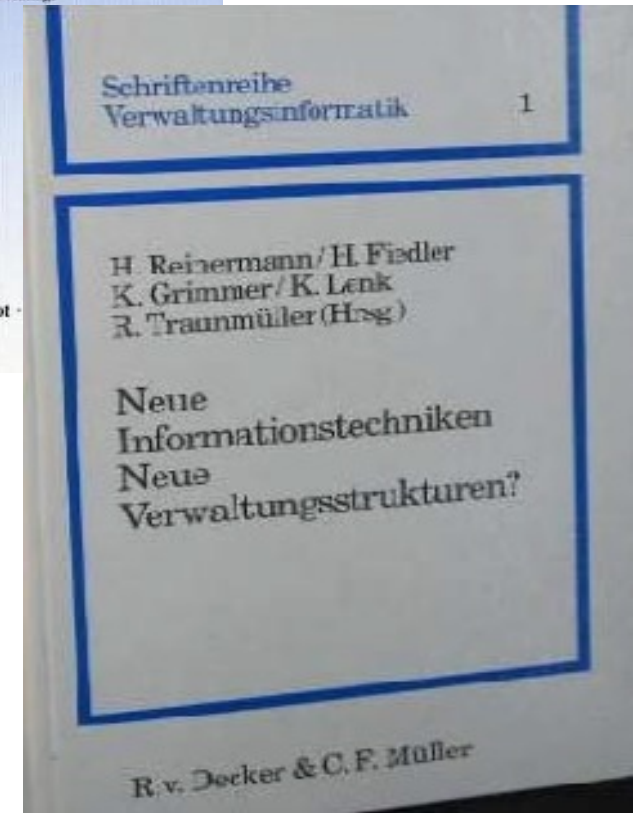 Schriftenreihe
Verwaltungsinformatik 1
H. Reinermann/H. Fiedler
K. Grimmer/K. Lenk
R. Traunmüller (Hrsg.)
Neue
Informationstechniken
Neue
Verwaltungsstrukturen?
R. v. Decker & C. F. Müller